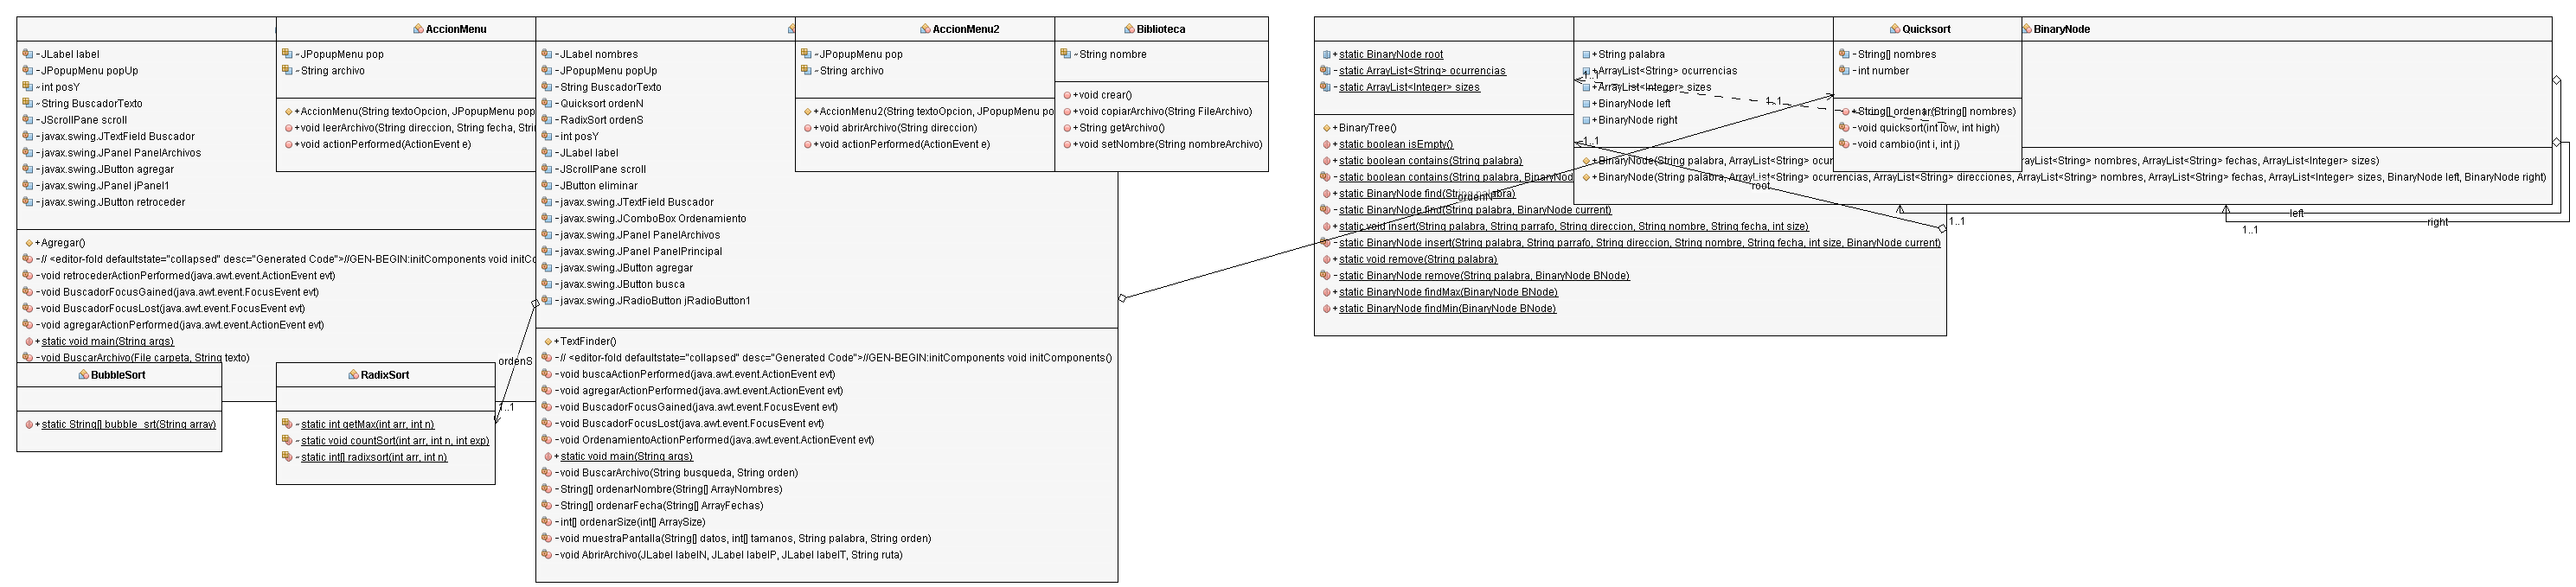 - JLabel label
- JPopupMenu popUp
~ int posY
~ String BuscadorTexto
- JScrollPane scroll
- javax.swing.JTextField Buscador
- javax.swing.JPanel PanelArchivos
- javax.swing.JButton agregar
- javax.swing.JPanel jPanel1
- javax.swing.JButton retroceder
+ Agregar()
- // <editor-fold defaultstate="collapsed" desc="Generated Code">//GEN-BEGIN:initComponents void
- void retrocederActionPerformed(java.awt.event.ActionEvent evt)
- void BuscadorFocusGained(java.awt.event.FocusEvent evt)
- void BuscadorFocusLost(java.awt.event.FocusEvent evt)
- void agregarActionPerformed(java.awt.event.ActionEvent evt)
+ static void main(String args)
- void BuscarArchivo(File carpeta, String texto)
AccionMenu
~ JPopupMenu pop
~ String archivo
+ AccionMenu(String textoOpcion, JPopupMenu pop
+ void leerArchivo(String direccion, String fecha,
+ void actionPerformed(ActionEvent e)
- JLabel nombres
- JPopupMenu popUp
- String BuscadorTexto
- Quicksort ordenN
- RadixSort ordenS
- int posY
- JLabel label
- JScrollPane scroll
- JButton eliminar
- javax.swing.JTextField Buscador
- javax.swing.JComboBox Ordenamiento
- javax.swing.JPanel PanelArchivos
- javax.swing.JPanel PanelPrincipal
- javax.swing.JButton agregar
- javax.swing.JButton busca
- javax.swing.JRadioButton jRadioButton1
+ TextFinder()
- // <editor-fold defaultstate="collapsed" desc="Generated Code">//GEN-BEGIN:initComponents void initComponents()
- void buscaActionPerformed(java.awt.event.ActionEvent evt)
- void agregarActionPerformed(java.awt.event.ActionEvent evt)
- void BuscadorFocusGained(java.awt.event.FocusEvent evt)
- void BuscadorFocusLost(java.awt.event.FocusEvent evt)
- void OrdenamientoActionPerformed(java.awt.event.ActionEvent evt)
+ static void main(String args)
- void BuscarArchivo(String busqueda, String orden)
- String[] ordenarNombre(String[] ArrayNombres)
- String[] ordenarFecha(String[] ArrayFechas)
- int[] ordenarSize(int[] ArraySize)
- void muestraPantalla(String[] datos, int[] tamanos, String palabra, String orden)
- void AbrirArchivo(JLabel labelN, JLabel labelP, JLabel labelT, String ruta)
AccionMenu2
~ JPopupMenu pop
~ String archivo
+ AccionMenu2(String textoOpcion, JPopupMenu
+ void abrirArchivo(String direccion)
+ void actionPerformed(ActionEvent e)
Biblioteca
~ String nombre
+ void crear()
+ void copiarArchivo(String FileArchivo)
+ String getArchivo()
+ void setNombre(String nombreArchivo)
BubbleSort
+ static String[] bubble_srt(String array)
RadixSort
~ static int getMax(int arr, int n)
~ static void countSort(int arr, int n, int exp)
~ static int[] radixsort(int arr, int n)
ordenS
1..1
+ static BinaryNode root
- static ArrayList<String> ocurrencias
- static ArrayList<Integer> sizes
+ BinaryTree()
+ static boolean isEmpty()
+ static boolean contains(String palabra)
- static boolean contains(String palabra,
+ static BinaryNode find(String palabra)
- static BinaryNode find(String palabra, BinaryNode current)
+ static void insert(String palabra, String parrafo, String direccion, String nombre, String fecha, int size)
- static BinaryNode insert(String palabra, String parrafo, String direccion, String nombre, String fecha, int size, BinaryNode current)
+ static void remove(String palabra)
- static BinaryNode remove(String palabra, BinaryNode BNode)
+ static BinaryNode findMax(BinaryNode BNode)
+ static BinaryNode findMin(BinaryNode BNode)
BinaryNode
+ String palabra
+ ArrayList<String> ocurrencias
+ ArrayList<Integer> sizes
+ BinaryNode left
+ BinaryNode right
+ BinaryNode(String palabra, ArrayList<String> ArrayList<String> nombres, ArrayList<String> fechas, ArrayList<Integer> sizes)
+ BinaryNode(String palabra, ArrayList<String> ocurrencias, ArrayList<String> direcciones, ArrayList<String> nombres, ArrayList<String> fechas, ArrayList<Integer> sizes, BinaryNode left, BinaryNode right)
Quicksort
- String[] nombres
- int number
+ String[] ordenar(String[] nombres)
- void quicksort(int low, int high)
- void cambio(int i, int j)
1..1
1..1
1..1
ordenN
root
1..1
left
right
1..1